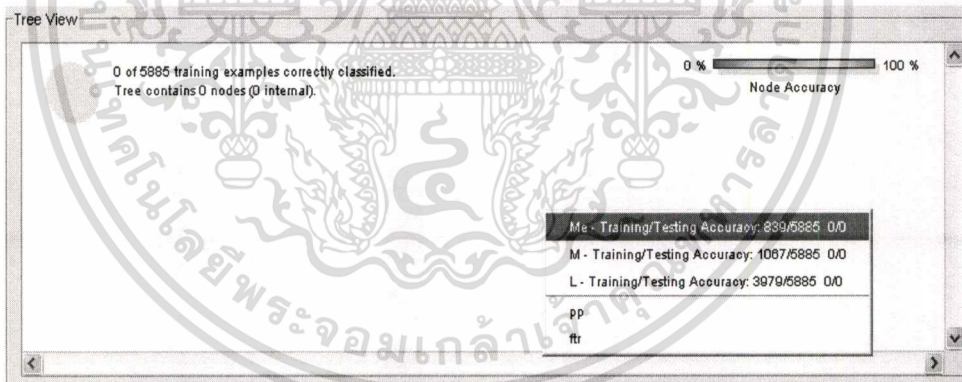 Tree View
0 of 5885 training examples correctly classified.
Tree contains 0 nodes (0 internal).
0 % 100 %
Node Accuracy
Me - Training/Testing Accuracy: 839/5885 0/0
M - Training/Testing Accuracy: 1067/5885 0/0
L - Training/Testing Accuracy: 3979/5885 0/0
pp
ftr